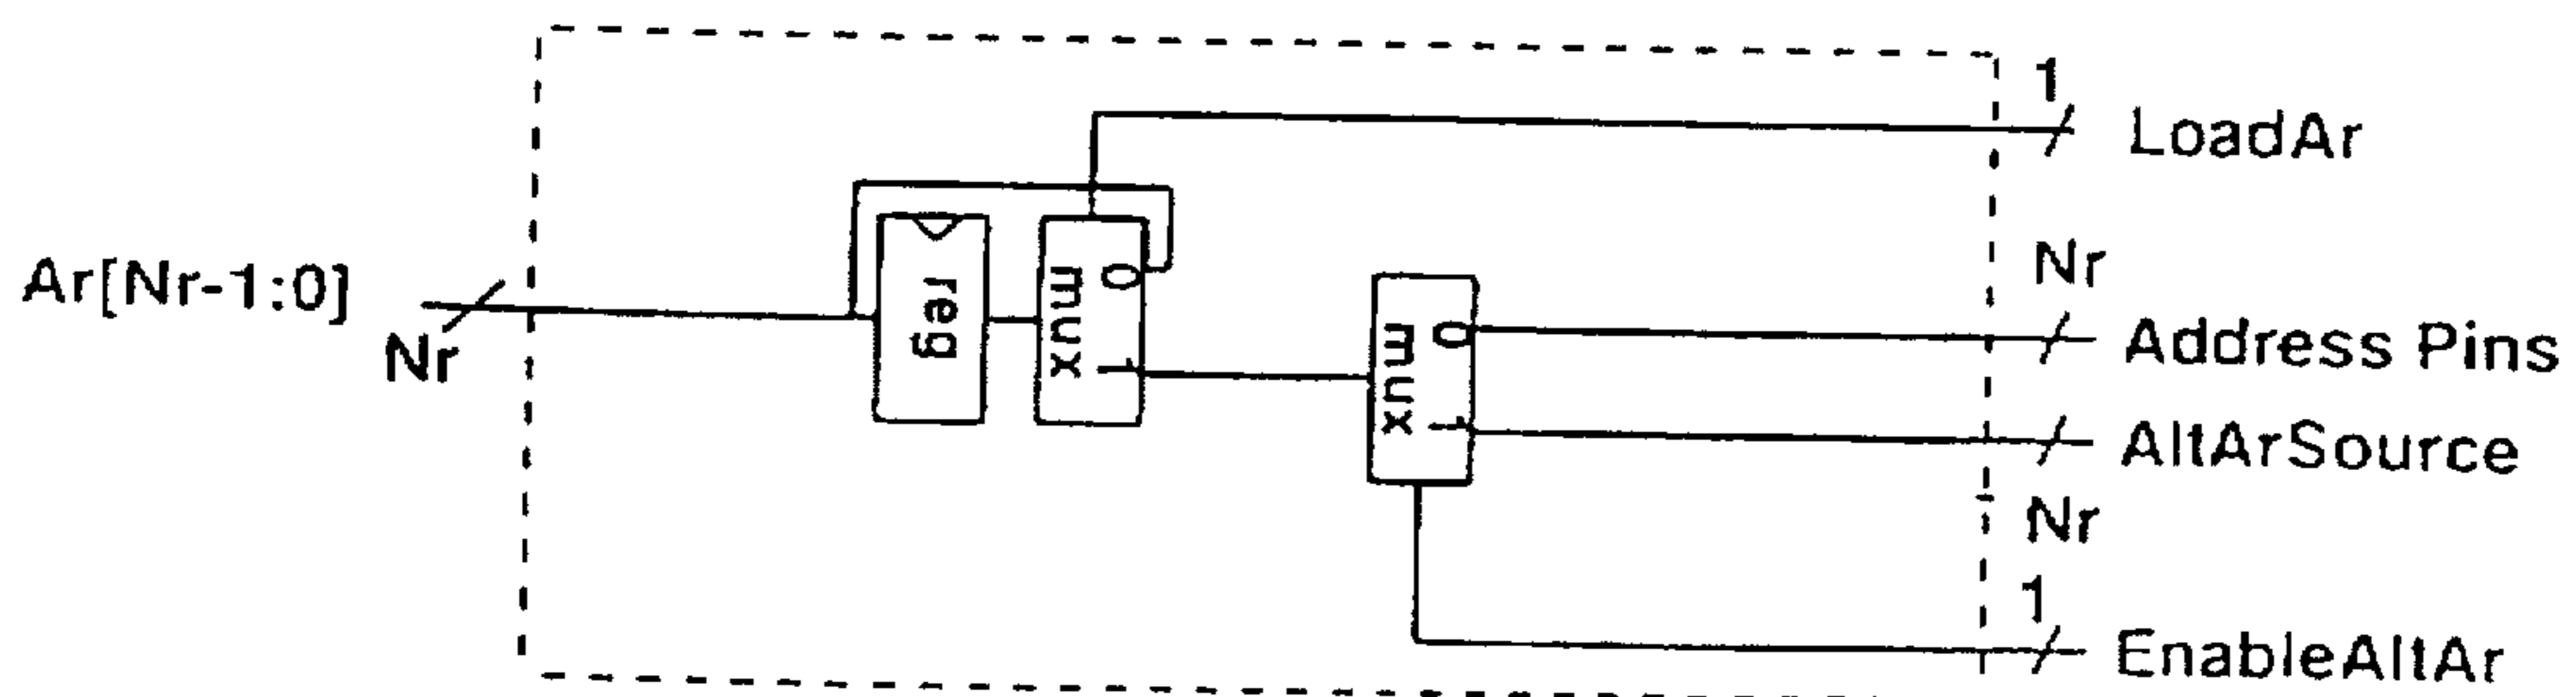 1
LoadAr
Nr
Ar[Nr-1:0]
Nr
reg
mux
0
1
mux
0
1
Address Pins
AltArSource
Nr
1
EnableAltAr